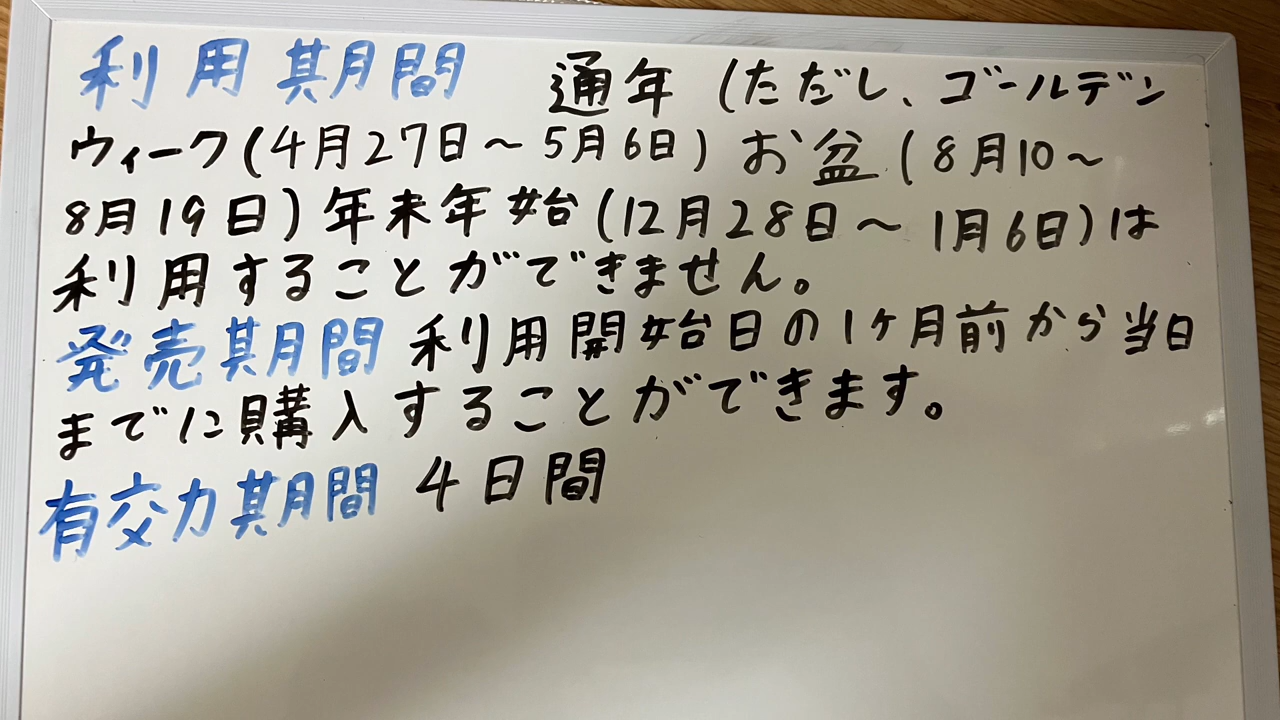 利用期間 通年(ただし、ゴールデン
ウィーク(4月27日〜5月6日)お盆(8月10〜
8月19日)年末年始(12月28日〜1月6日)は
利用することができません。
発売期間 利用開始日の1ヶ月前から当日
までに購入することができます。
有効期間 4日間